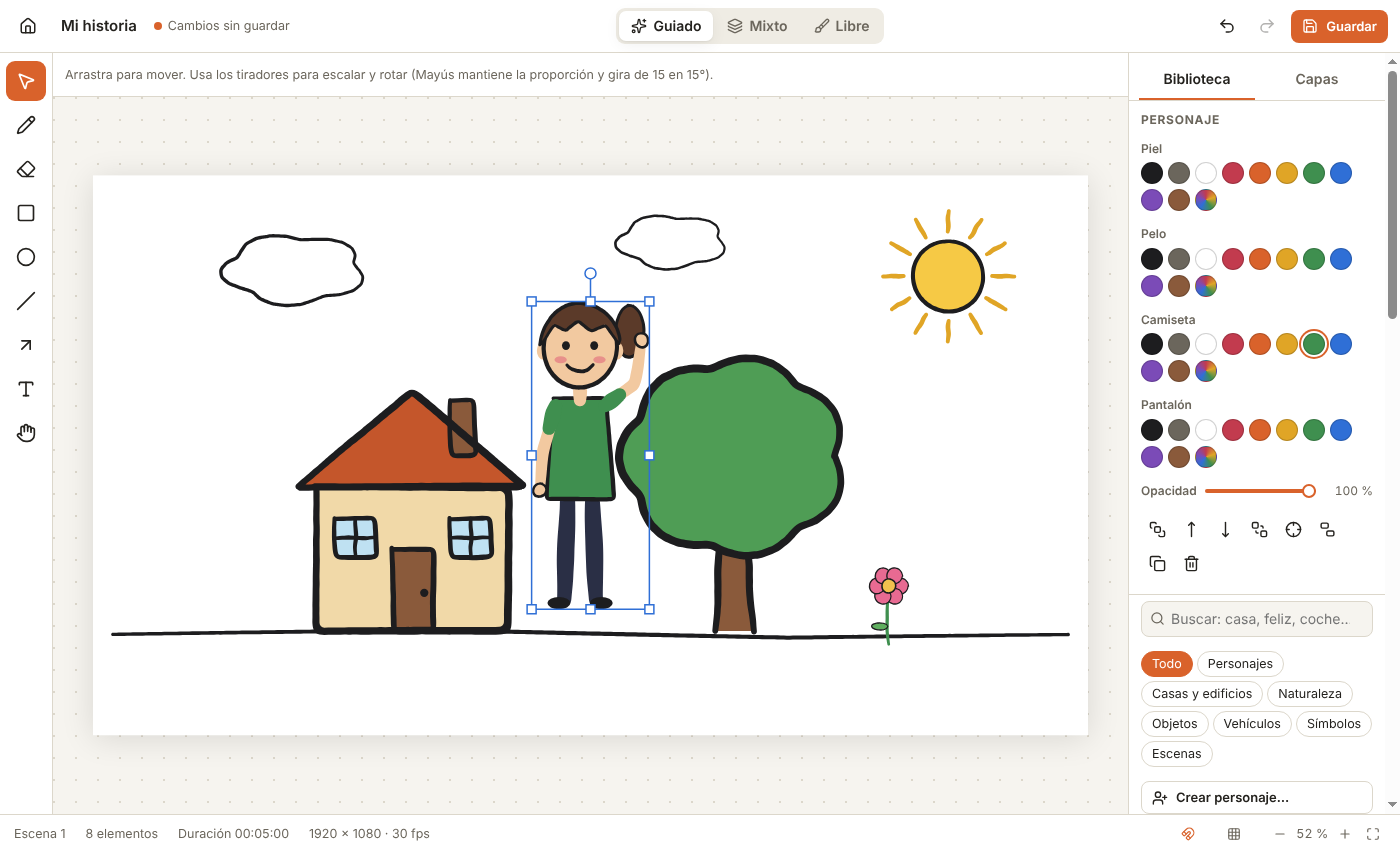 Mi historia
Cambios sin guardar
Guiado
Mixto
Libre
Guardar
Arrastra para mover. Usa los tiradores para escalar y rotar (Mayús mantiene la proporción y gira de 15 en 15°).
Biblioteca
Capas
PERSONAJE
Piel
Pelo
Camiseta
Pantalón
Opacidad
100 %
Buscar: casa, feliz, coche..
Todo
Personajes
Casas y edificios
Naturaleza
Objetos
Vehículos
Símbolos
Escenas
Crear personaje...
Escena 1
8 elementos
Duración 00:05:00
1920 × 1080 · 30 fps
52 %